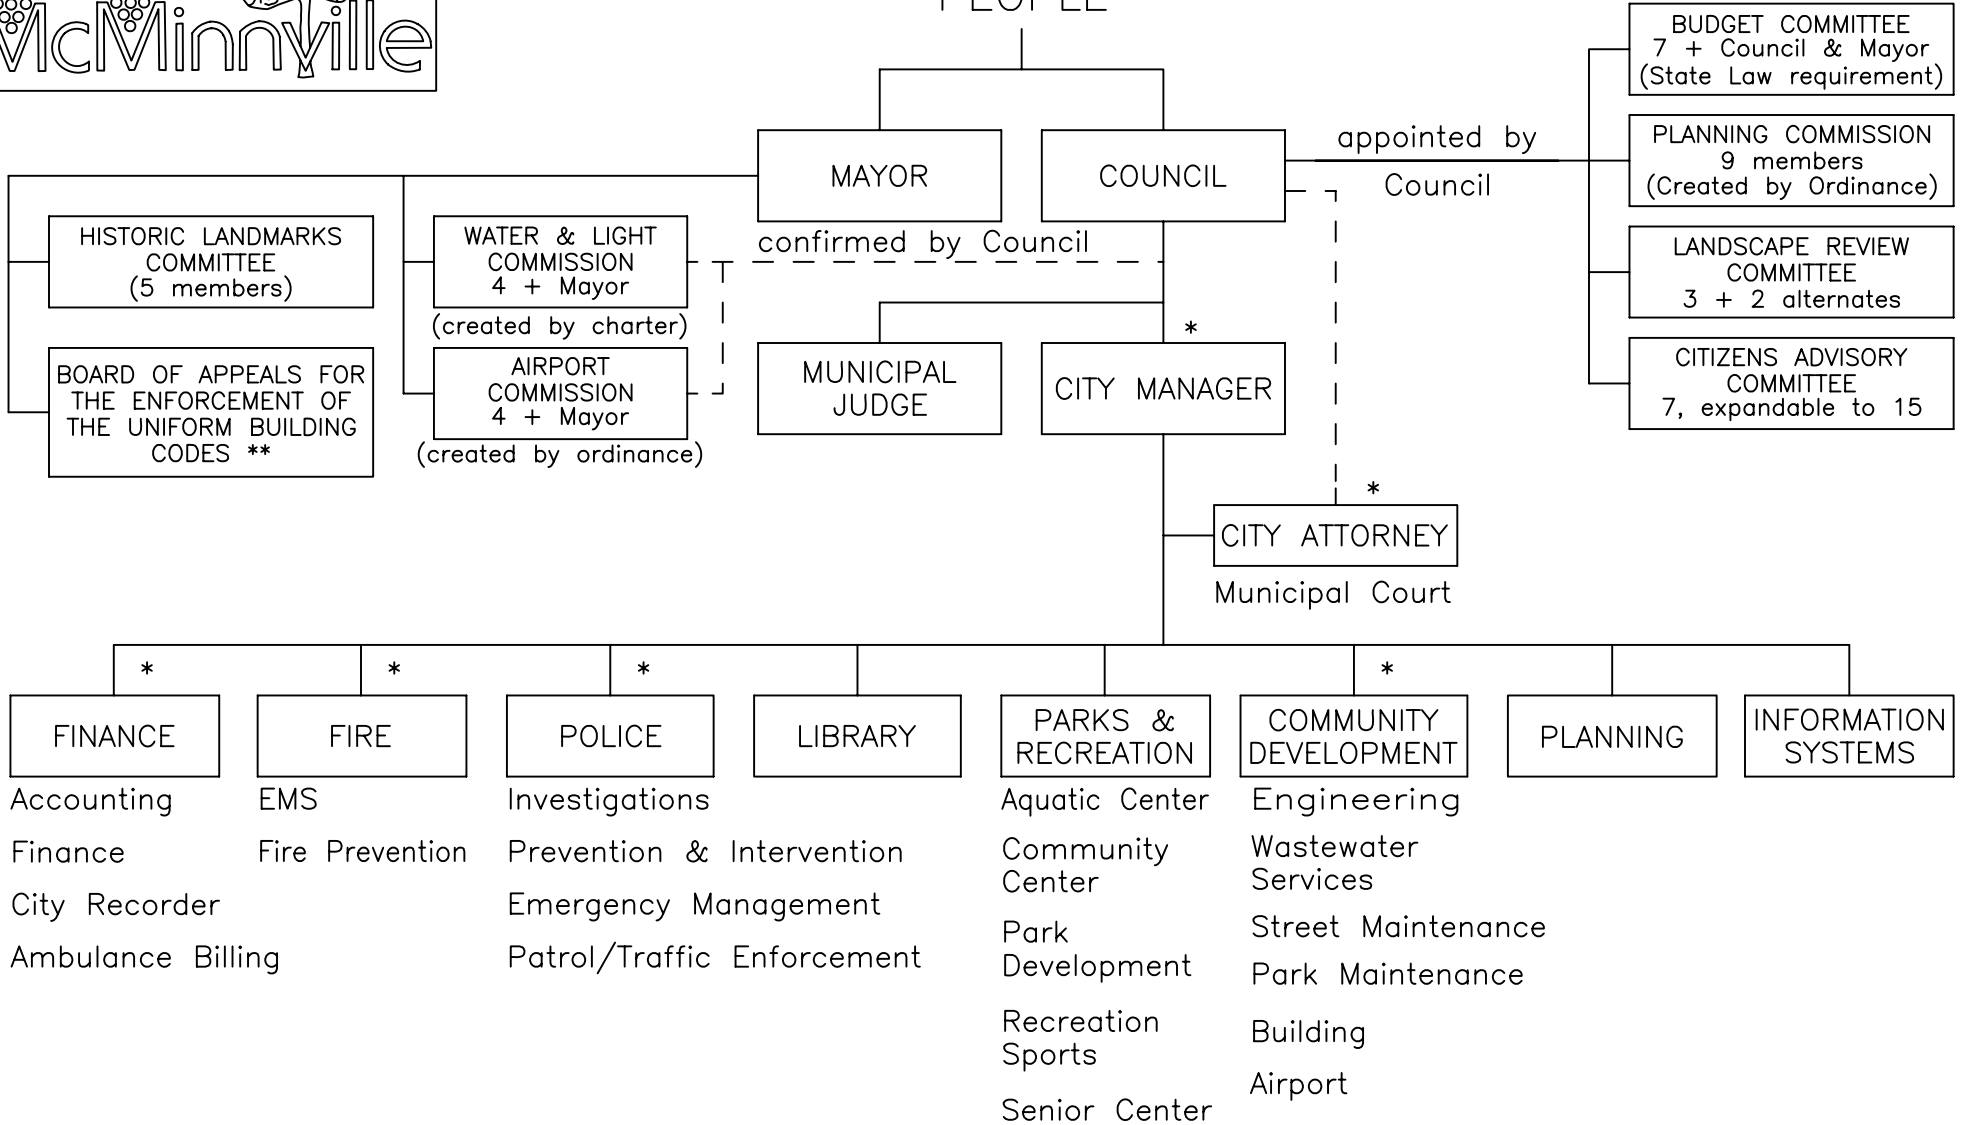 McMinnville
PEOPLE
BUDGET COMMITTEE
7 + Council & Mayor
(State Law requirement)
MAYOR
COUNCIL
appointed by
Council
PLANNING COMMISSION
9 members
(Created by Ordinance)
HISTORIC LANDMARKS
COMMITTEE
(5 members)
WATER & LIGHT
COMMISSION
4 + Mayor
(created by charter)
confirmed by Council
LANDSCAPE REVIEW
COMMITTEE
3 + 2 alternates
BOARD OF APPEALS FOR
THE ENFORCEMENT OF
THE UNIFORM BUILDING
CODES **
AIRPORT
COMMISSION
4 + Mayor
(created by ordinance)
MUNICIPAL
JUDGE
*
CITY MANAGER
CITIZENS ADVISORY
COMMITTEE
7, expandable to 15
*
CITY ATTORNEY
Municipal Court
*
FINANCE
Accounting
Finance
City Recorder
Ambulance Billing
*
FIRE
EMS
Fire Prevention
*
POLICE
Investigations
Prevention & Intervention
Emergency Management
Patrol/Traffic Enforcement
LIBRARY
PARKS &
RECREATION
Aquatic Center
Community
Center
Park
Development
Recreation
Sports
Senior Center
*
COMMUNITY
DEVELOPMENT
Engineering
Wastewater
Services
Street Maintenance
Park Maintenance
Building
Airport
PLANNING
INFORMATION
SYSTEMS